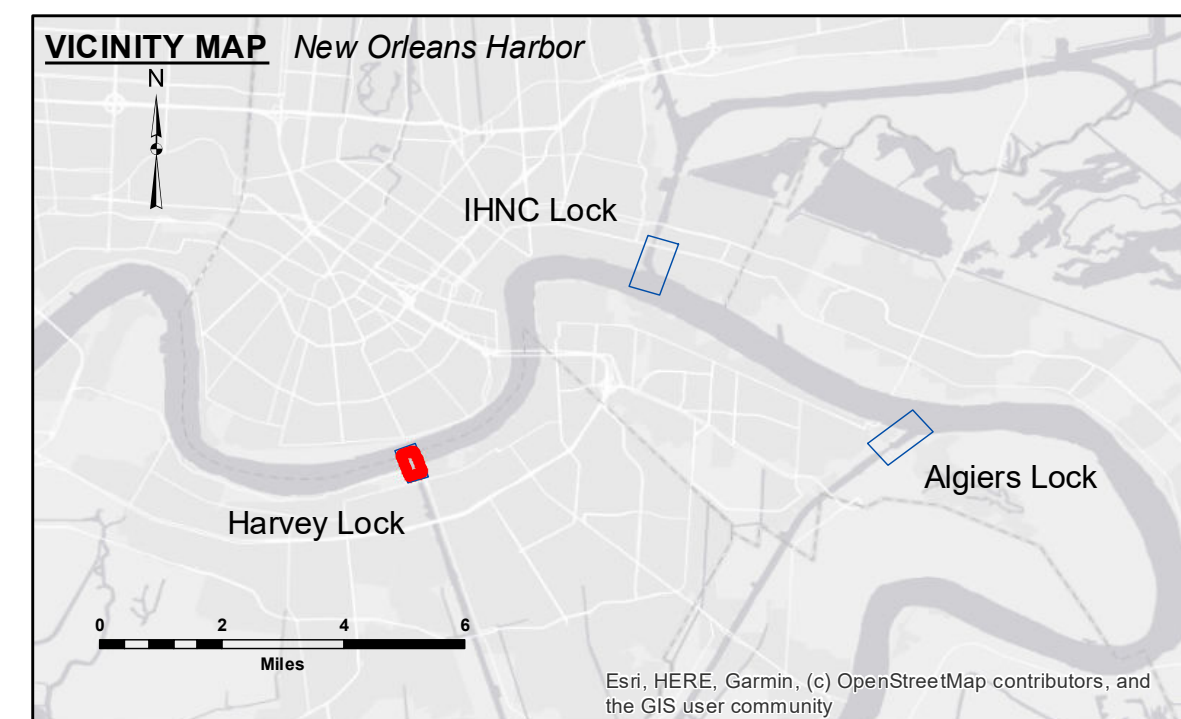 VICINITY MAP New Orleans Harbor
N
IHNC Lock
Algiers Lock
Harvey Lock
0 2 4 6
Miles
Esri, HERE, Garmin, (c) OpenStreetMap contributors, and
the GIS user community